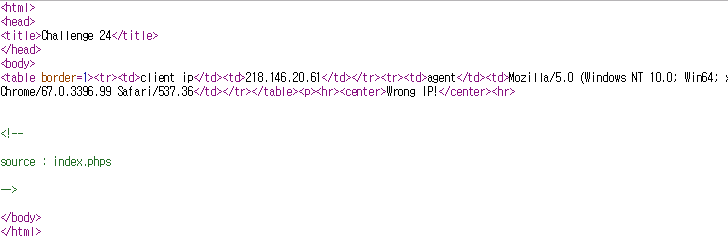 <html>
<head>
<title>Challenge 24</title>
</head>
<body>
<table border=1><tr><td>client ip</td><td>218.146.20.61</td></tr><tr><td>agent</td><td>Mozilla/5.0 (Windows NT 10.0; Win64;
Chrome/67.0.3396.99 Safari/537.36</td></tr></table><p><hr><center>Wrong IP!</center><hr>
<!--
source : index.phps
-->
</body>
</html>